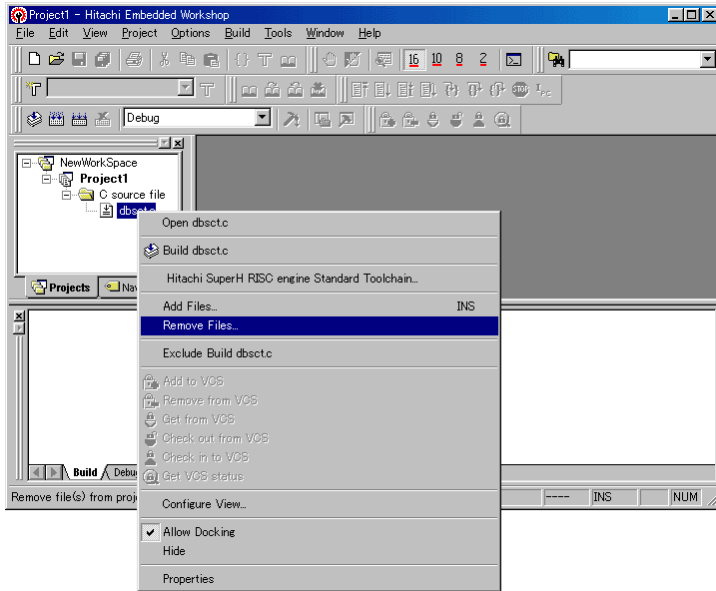 Project1 - Hitachi Embedded Workshop
File Edit View Project Options Build Tools Window Help
16 10 8 2
Debug
NewWorkSpace
Project1
C source file
dbsct.c
Projects Nav
Open dbsct.c
Build dbsct.c
Hitachi SuperH RISC engine Standard Toolchain...
Add Files... INS
Remove Files...
Exclude Build dbsct.c
Add to VCS
Remove from VCS
Get from VCS
Check out from VCS
Check in to VCS
Get VCS status
Configure View...
Allow Docking
Hide
Properties
Build Debu
Remove file(s) from proj
---- INS NUM